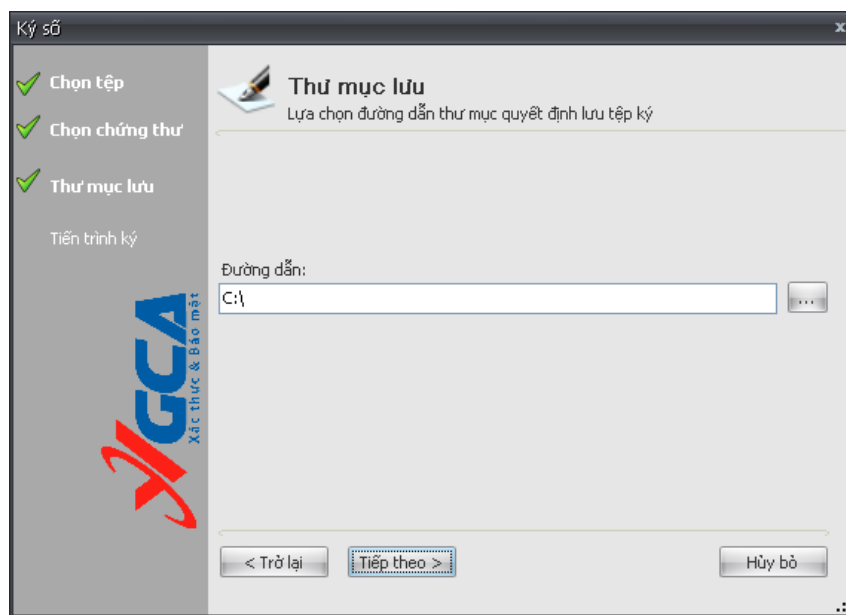 Ký số
x
Chọn tệp
Chọn chứng thư
Thư mục lưu
Tiến trình ký
GCA
Xác thực & Bảo mật
Thư mục lưu
Lựa chọn đường dẫn thư mục quyết định lưu tệp ký
Đường dẫn:
C:\
...
< Trở lại
Tiếp theo >
Hủy bỏ